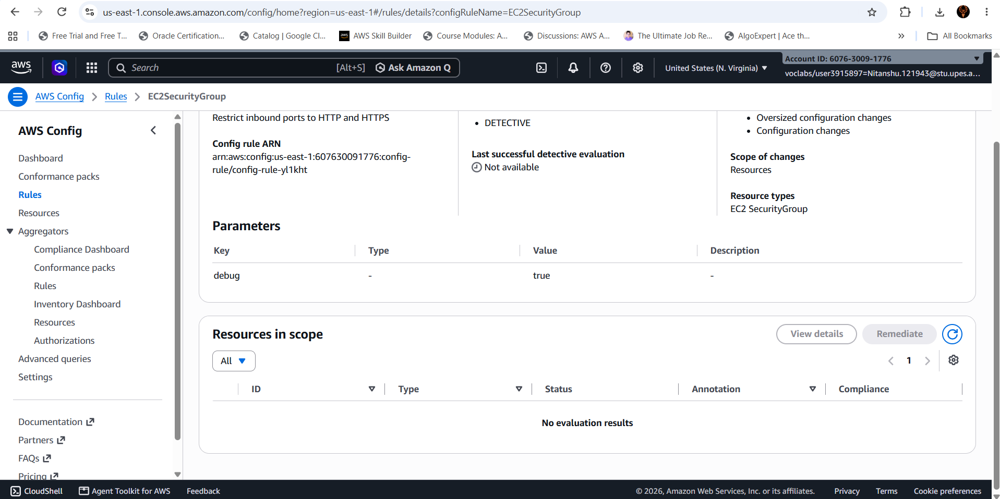 us-east-1.console.aws.amazon.com/config/home?region=us-east-1#/rules/details?configRuleName=EC2SecurityGroup
Free Trial and Free T...
Oracle Certification...
Catalog | Google Cl...
AWS Skill Builder
Course Modules: A...
Discussions: AWS A...
The Ultimate Job Re...
AlgoExpert | Ace th...
»
All Bookmarks
aws
Search
[Alt+S]
Ask Amazon Q
United States (N. Virginia)
Account ID: 6076-3009-1776
voclabs/user3915897=Nitanshu.121943@stu.upes.a...
AWS Config
Rules
EC2SecurityGroup
AWS Config
Dashboard
Conformance packs
Rules
Resources
Aggregators
Compliance Dashboard
Conformance packs
Rules
Inventory Dashboard
Resources
Authorizations
Advanced queries
Settings
Documentation
Partners
FAQs
Pricing
Restrict inbound ports to HTTP and HTTPS
Config rule ARN
arn:aws:config:us-east-1:607630091776:config-
rule/config-rule-yl1kht
• DETECTIVE
Last successful detective evaluation
Not available
• Oversized configuration changes
• Configuration changes
Scope of changes
Resources
Resource types
EC2 SecurityGroup
Parameters
Key
Type
Value
Description
debug
-
true
-
Resources in scope
View details
Remediate
All
1
ID
Type
Status
Annotation
Compliance
No evaluation results
CloudShell
Agent Toolkit for AWS
Feedback
© 2026, Amazon Web Services, Inc. or its affiliates.
Privacy
Terms
Cookie preferences